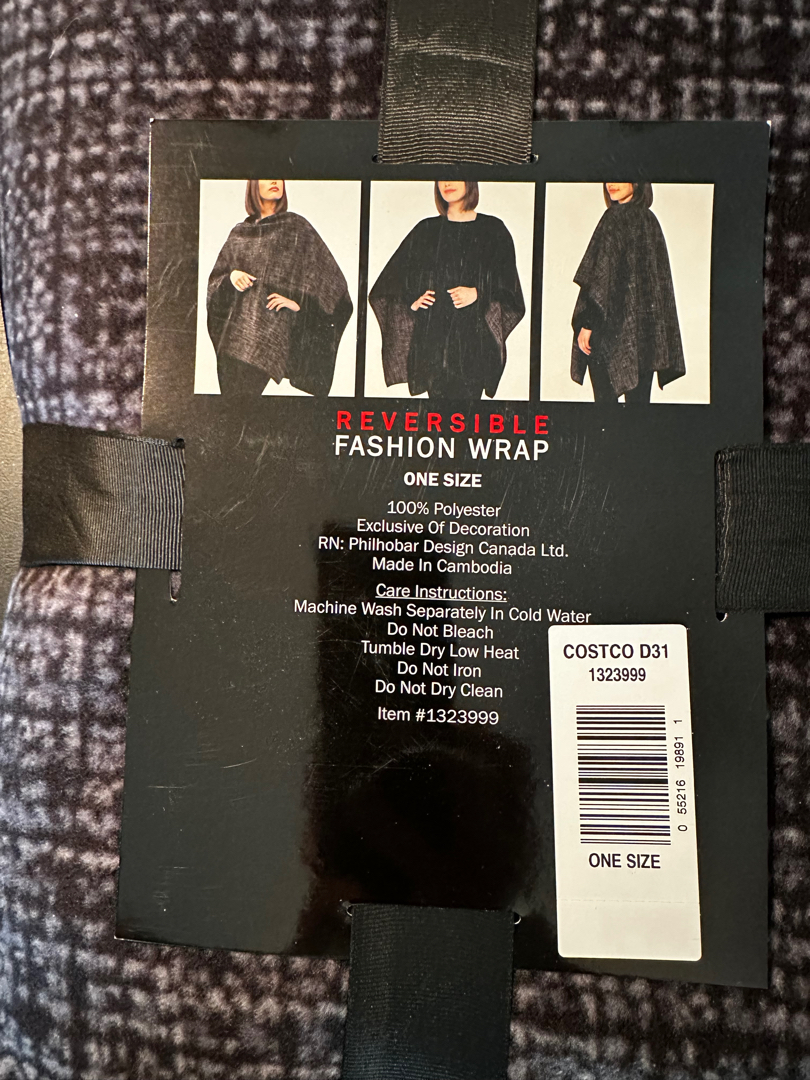 REVERSIBLE
FASHION WRAP
ONE SIZE
100% Polyester
Exclusive Of Decoration
RN: Philhobar Design Canada Ltd.
Made In Cambodia
Care Instructions:
Machine Wash Separately In Cold Water
Do Not Bleach
Tumble Dry Low Heat
Do Not Iron
Do Not Dry Clean
Item #1323999
COSTCO D31
1323999
0 55216 19891 1
ONE SIZE